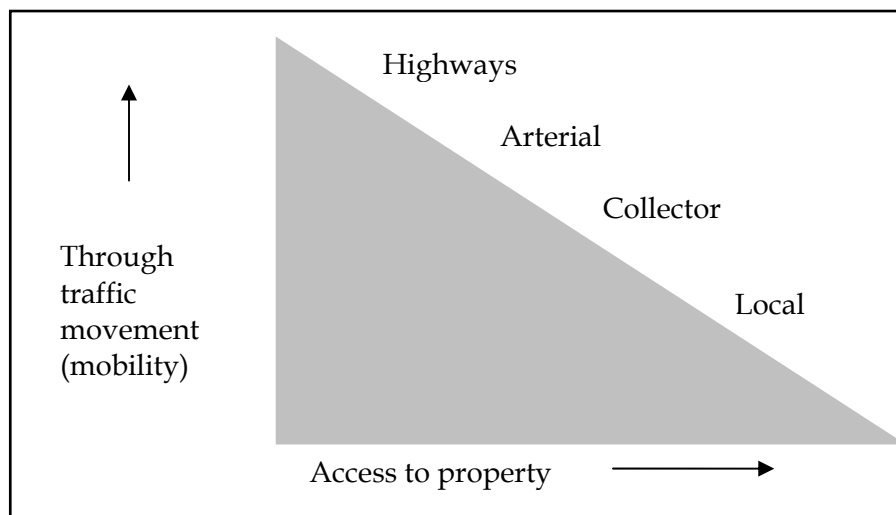 Highways
Arterial
Collector
Through
traffic
movement
(mobility)
Local
Access to property